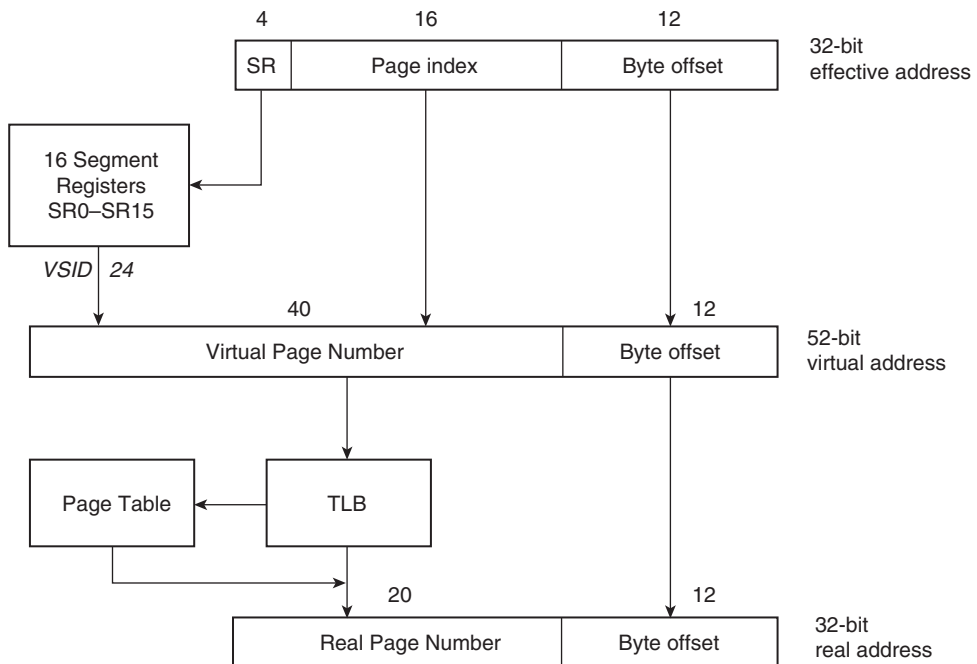 4 16 12
SR Page index Byte offset
32-bit
effective address
16 Segment
Registers
SR0–SR15
VSID 24
40 12
Virtual Page Number Byte offset
52-bit
virtual address
Page Table TLB
20 12
Real Page Number Byte offset
32-bit
real address